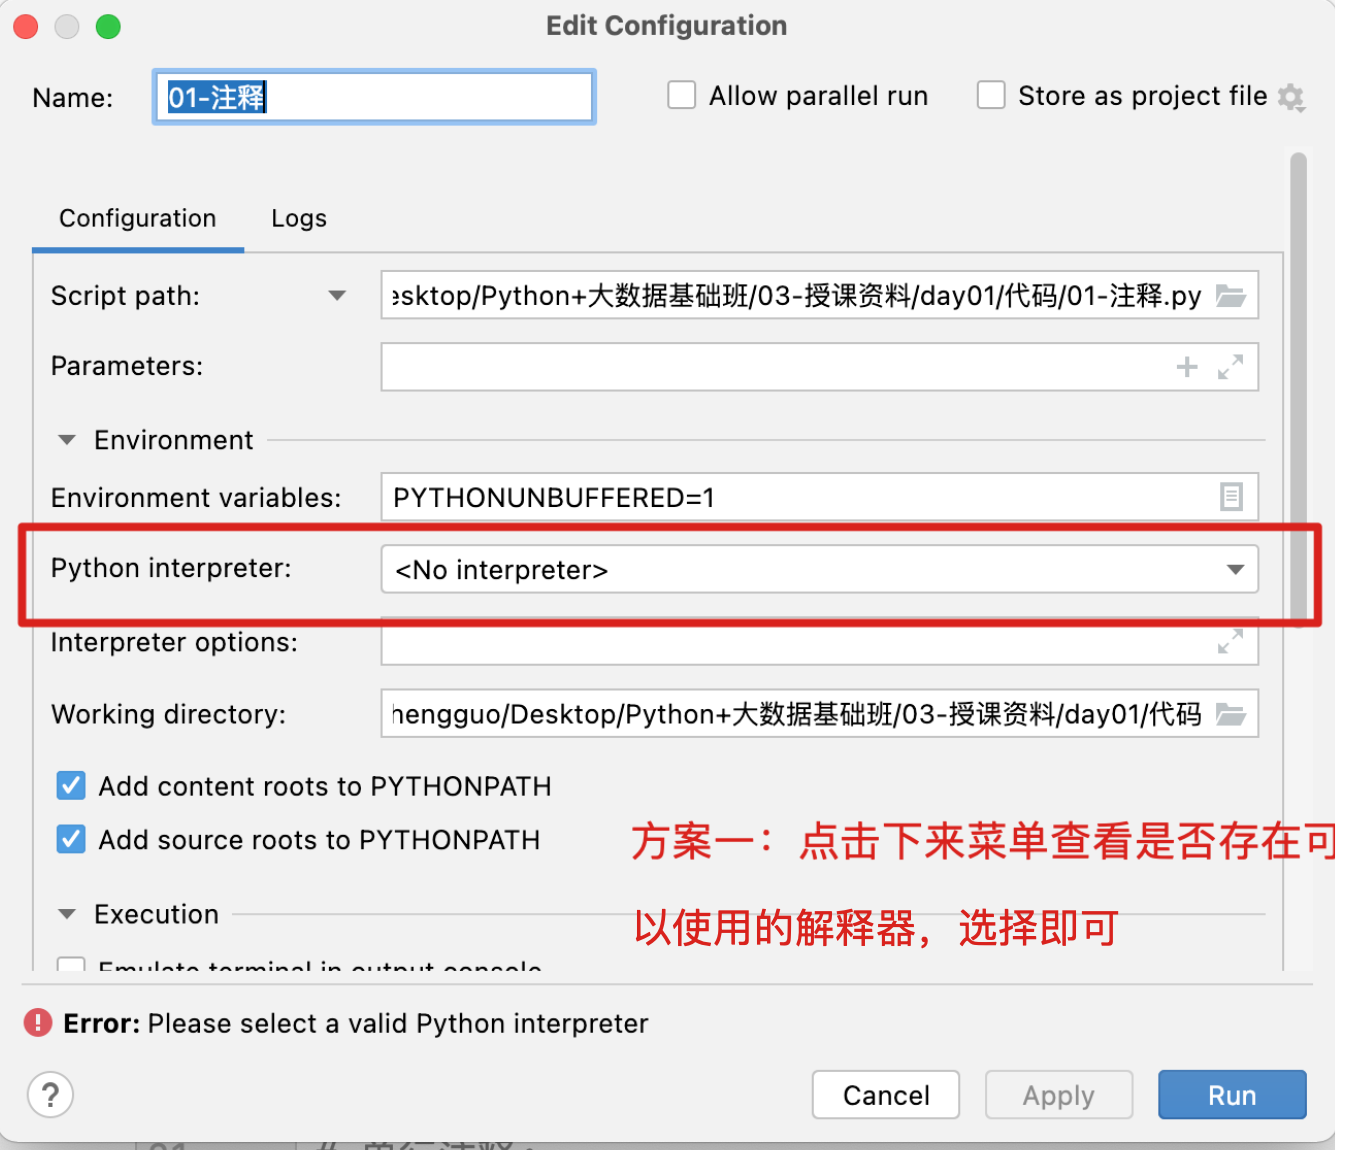 Edit Configuration
Name: 01-注释 Allow parallel run Store as project file
Configuration Logs
Script path: esktop/Python+大数据基础班/03-授课资料/day01/代码/01-注释.py
Parameters:
Environment
Environment variables: PYTHONUNBUFFERED=1
Python interpreter: <No interpreter>
Interpreter options:
Working directory: hengguo/Desktop/Python+大数据基础班/03-授课资料/day01/代码
Add content roots to PYTHONPATH
Add source roots to PYTHONPATH
方案一：点击下来菜单查看是否存在可
Execution
以使用的解释器，选择即可
Emulate terminal in output console
Error: Please select a valid Python interpreter
? Cancel Apply Run